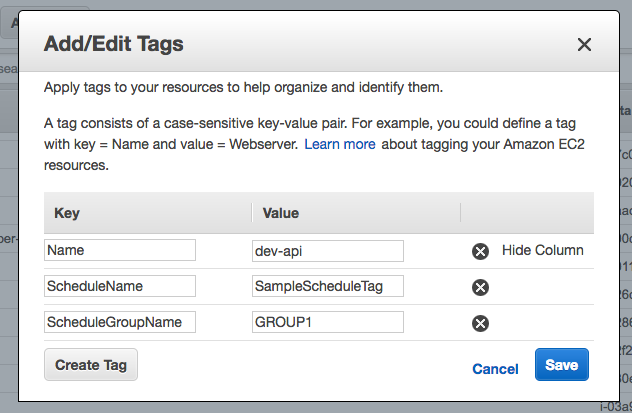 Add/Edit Tags
Apply tags to your resources to help organize and identify them.
A tag consists of a case-sensitive key-value pair. For example, you could define a tag
with key = Name and value = Webserver. Learn more about tagging your Amazon EC2
resources.
Key Value
Name dev-api Hide Column
ScheduleName SampleScheduleTag
ScheduleGroupName GROUP1
Create Tag Cancel Save
i-03a9